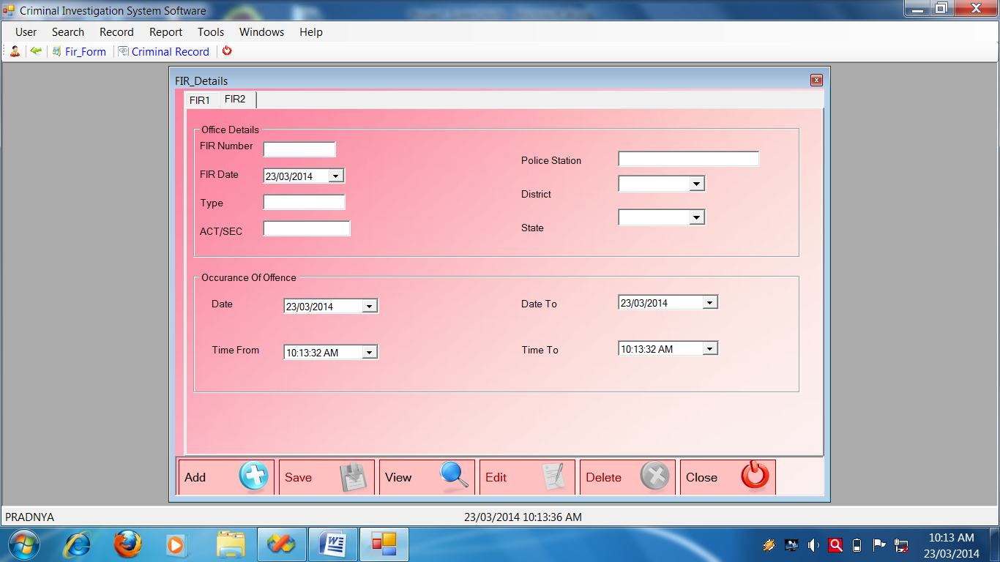 Criminal Investigation System Software
User Search Record Report Tools Windows Help
Fir_Form Criminal Record
FIR_Details
FIR1 FIR2
Office Details
FIR Number
Police Station
FIR Date 23/03/2014
District
Type
State
ACT/SEC
Occurance Of Offence
Date 23/03/2014 Date To 23/03/2014
Time From 10:13:32 AM Time To 10:13:32 AM
Add Save View Edit Delete Close
PRADNYA 23/03/2014 10:13:36 AM
10:13 AM
23/03/2014